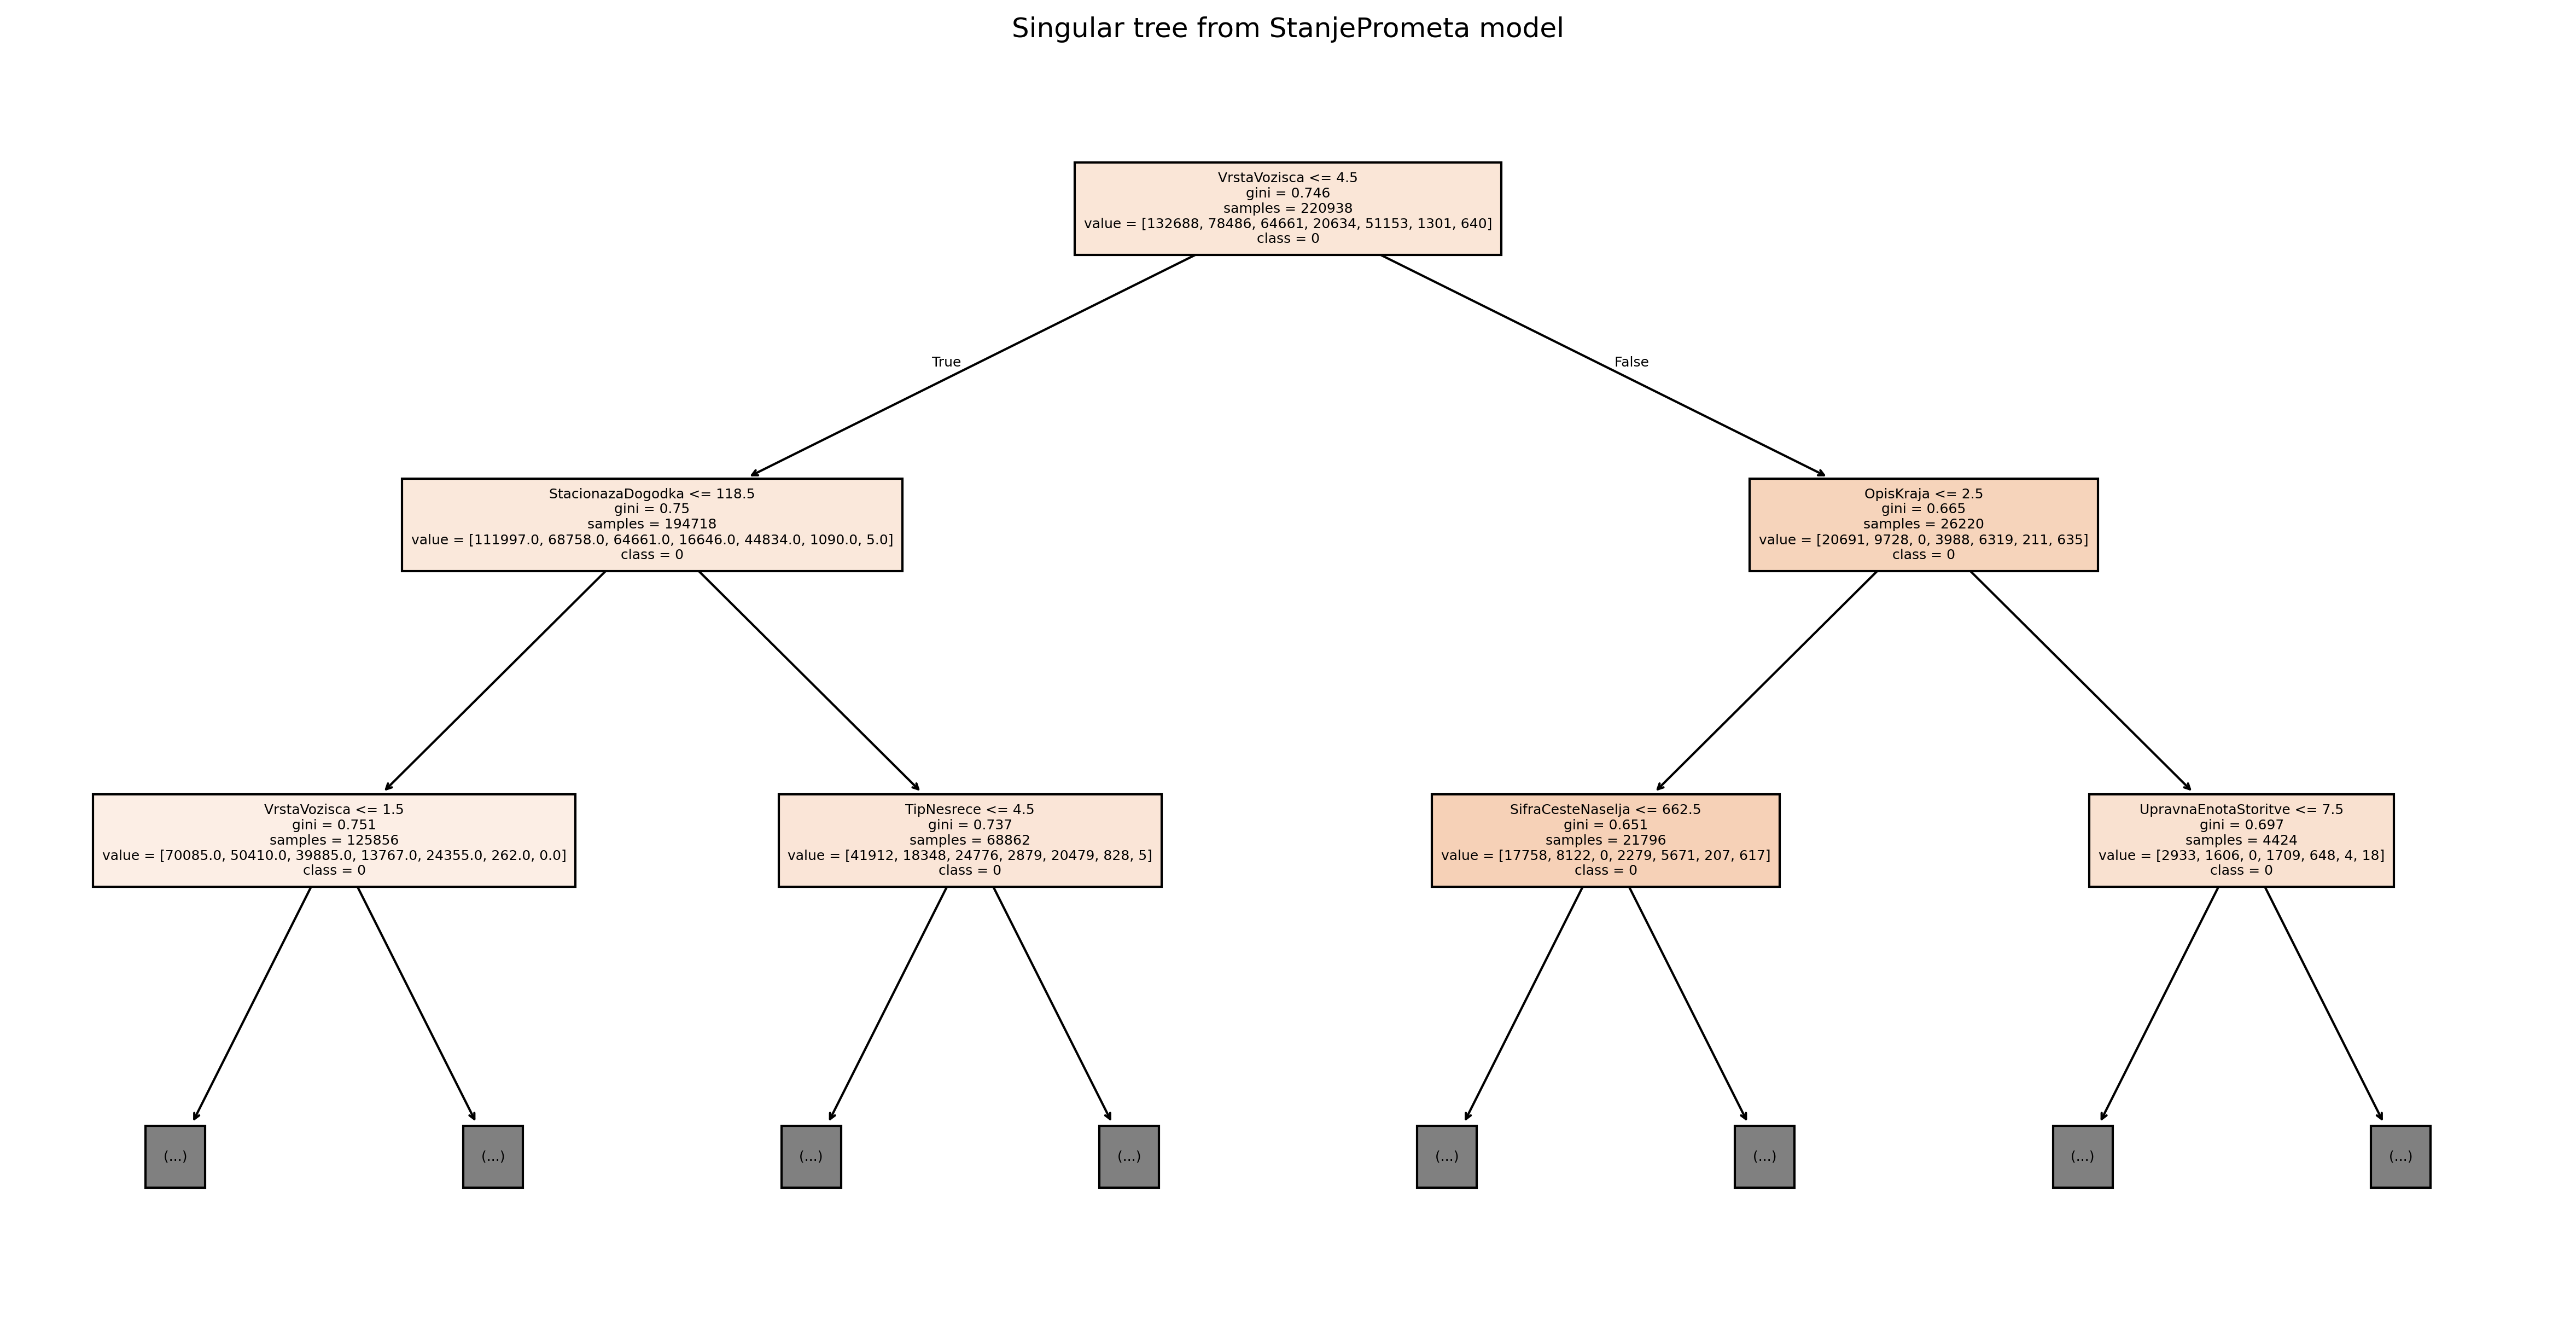 Singular tree from StanjePrometa model
VrstaVozisca <= 4.5
gini = 0.746
samples = 220938
value = [132688, 78486, 64661, 20634, 51153, 1301, 640]
class = 0
True
False
StacionazaDogodka <= 118.5
gini = 0.75
samples = 194718
value = [111997.0, 68758.0, 64661.0, 16646.0, 44834.0, 1090.0, 5.0]
class = 0
OpisKraja <= 2.5
gini = 0.665
samples = 26220
value = [20691, 9728, 0, 3988, 6319, 211, 635]
class = 0
VrstaVozisca <= 1.5
gini = 0.751
samples = 125856
value = [70085.0, 50410.0, 39885.0, 13767.0, 24355.0, 262.0, 0.0]
class = 0
TipNesrece <= 4.5
gini = 0.737
samples = 68862
value = [41912, 18348, 24776, 2879, 20479, 828, 5]
class = 0
SifraCesteNaselja <= 662.5
gini = 0.651
samples = 21796
value = [17758, 8122, 0, 2279, 5671, 207, 617]
class = 0
UpravnaEnotaStoritve <= 7.5
gini = 0.697
samples = 4424
value = [2933, 1606, 0, 1709, 648, 4, 18]
class = 0
(...)
(...)
(...)
(...)
(...)
(...)
(...)
(...)